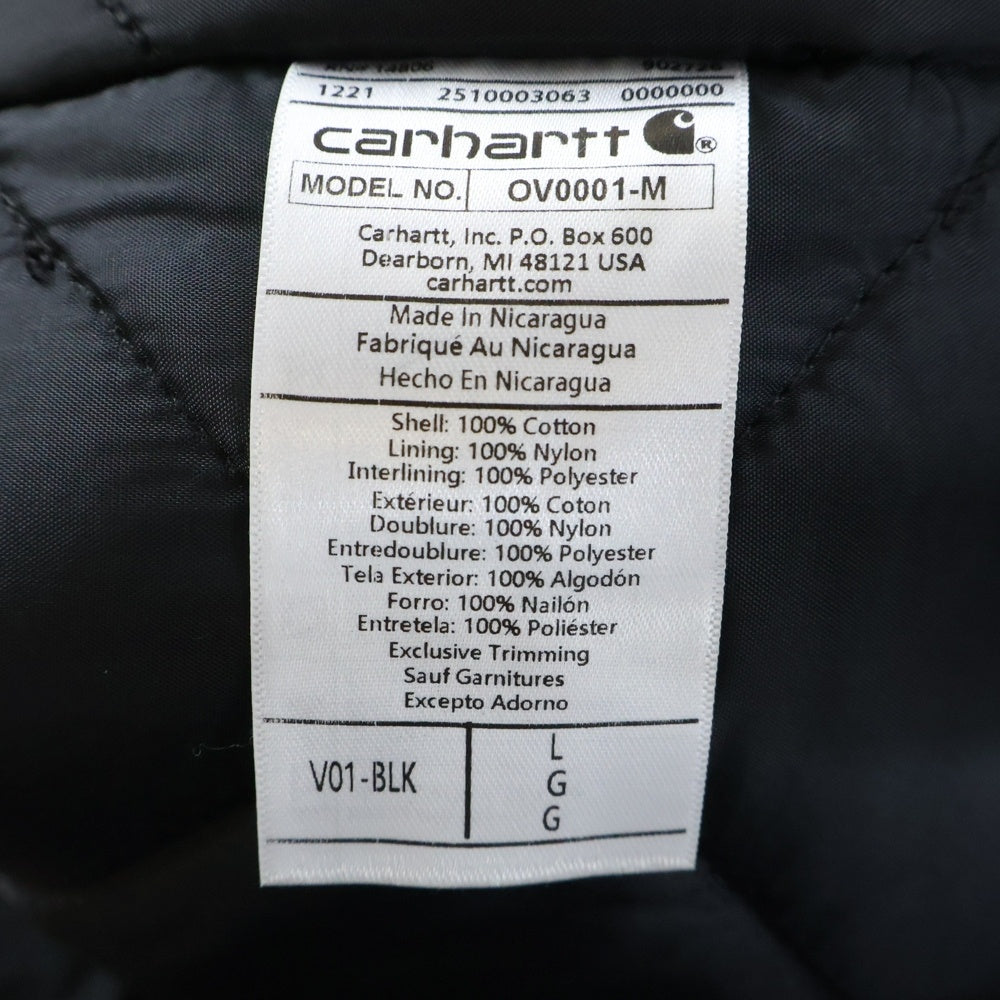 RN# 14806 902726
1221 2510003063 0000000
carhartt ®
MODEL NO. OV0001-M
Carhartt, Inc. P.O. Box 600
Dearborn, MI 48121 USA
carhartt.com
Made In Nicaragua
Fabriqué Au Nicaragua
Hecho En Nicaragua
Shell: 100% Cotton
Lining: 100% Nylon
Interlining: 100% Polyester
Extérieur: 100% Coton
Doublure: 100% Nylon
Entredoublure: 100% Polyester
Tela Exterior: 100% Algodón
Forro: 100% Nailón
Entretela: 100% Poliéster
Exclusive Trimming
Sauf Garnitures
Excepto Adorno
V01-BLK
L
G
G